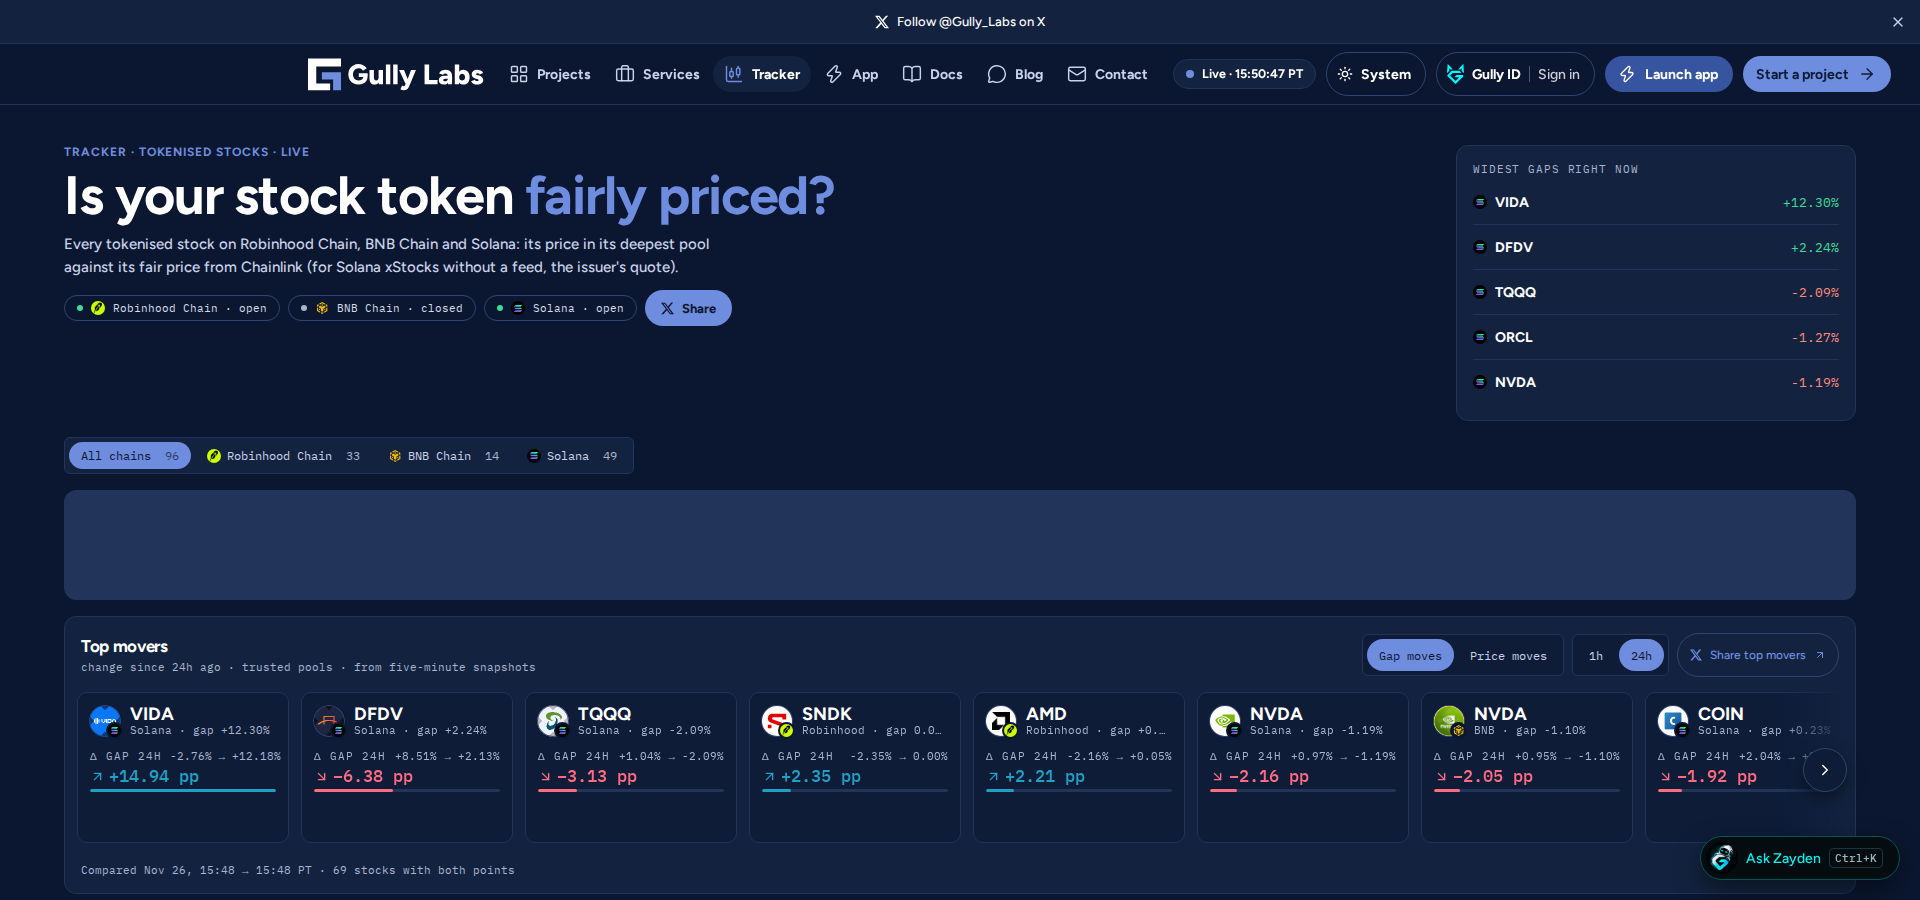 Follow @Gully_Labs on X
Gully Labs
Projects
Services
Tracker
App
Docs
Blog
Contact
Live · 15:50:47 PT
System
Gully ID | Sign in
Launch app
Start a project
TRACKER · TOKENISED STOCKS · LIVE
Is your stock token fairly priced?
Every tokenised stock on Robinhood Chain, BNB Chain and Solana: its price in its deepest pool
against its fair price from Chainlink (for Solana xStocks without a feed, the issuer's quote).
Robinhood Chain · open
BNB Chain · closed
Solana · open
Share
WIDEST GAPS RIGHT NOW
VIDA +12.30%
DFDV +2.24%
TQQQ -2.09%
ORCL -1.27%
NVDA -1.19%
All chains 96
Robinhood Chain 33
BNB Chain 14
Solana 49
Top movers
change since 24h ago · trusted pools · from five-minute snapshots
Gap moves
Price moves
1h
24h
Share top movers ↗
VIDA
Solana · gap +12.30%
Δ GAP 24H -2.76% → +12.18%
↗ +14.94 pp
DFDV
Solana · gap +2.24%
Δ GAP 24H +8.51% → +2.13%
↘ −6.38 pp
TQQQ
Solana · gap -2.09%
Δ GAP 24H +1.04% → -2.09%
↘ −3.13 pp
SNDK
Robinhood · gap 0.0…
Δ GAP 24H -2.35% → 0.00%
↗ +2.35 pp
AMD
Robinhood · gap +0.…
Δ GAP 24H -2.16% → +0.05%
↗ +2.21 pp
NVDA
Solana · gap -1.19%
Δ GAP 24H +0.97% → -1.19%
↘ −2.16 pp
NVDA
BNB · gap -1.10%
Δ GAP 24H +0.95% → -1.10%
↘ −2.05 pp
COIN
Solana · gap +0.23%
Δ GAP 24H +2.04% →
↘ −1.92 pp
Compared Nov 26, 15:48 → 15:48 PT · 69 stocks with both points
Ask Zayden Ctrl+K